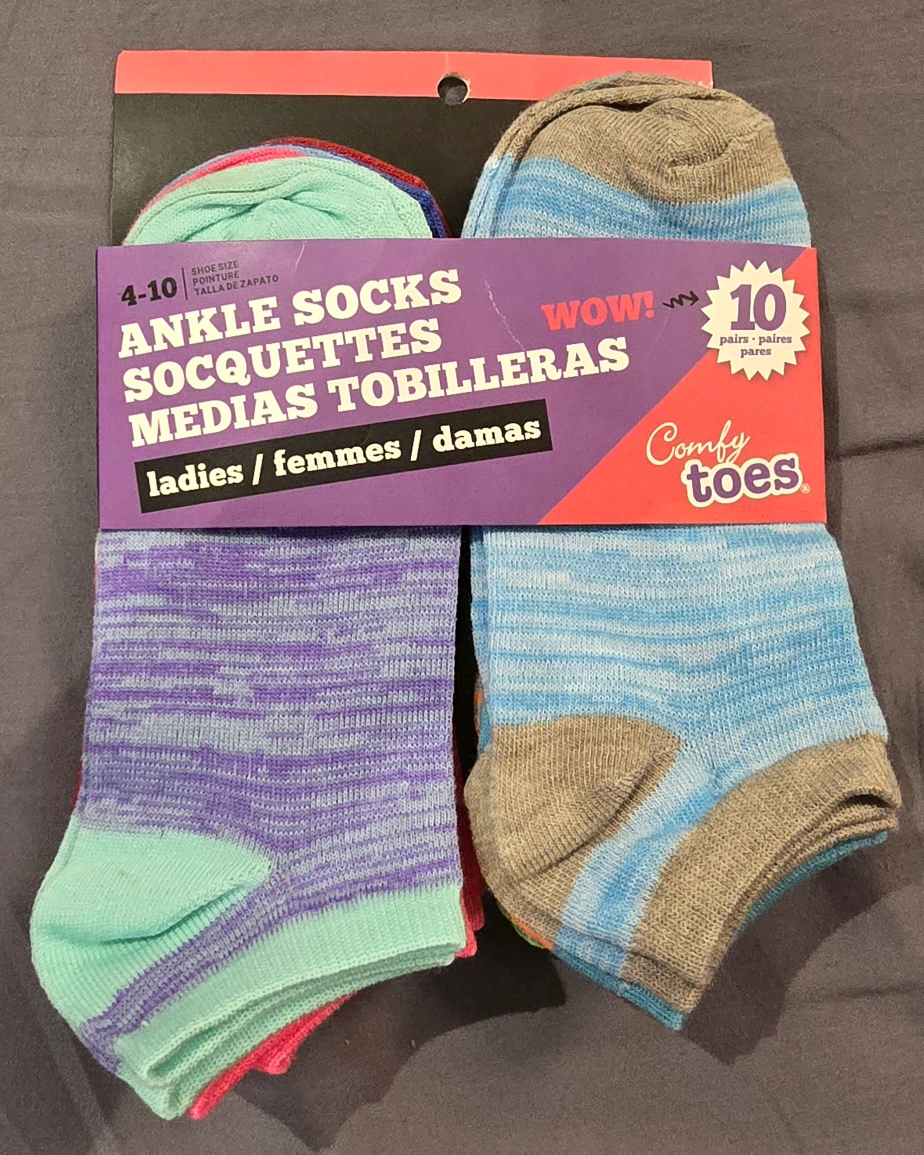 4-10
SHOE SIZE
POINTURE
TALLA DE ZAPATO
ANKLE SOCKS
SOCQUETTES
MEDIAS TOBILLERAS
ladies / femmes / damas
WOW!
10
pairs • paires
pares
Comfy
toes®